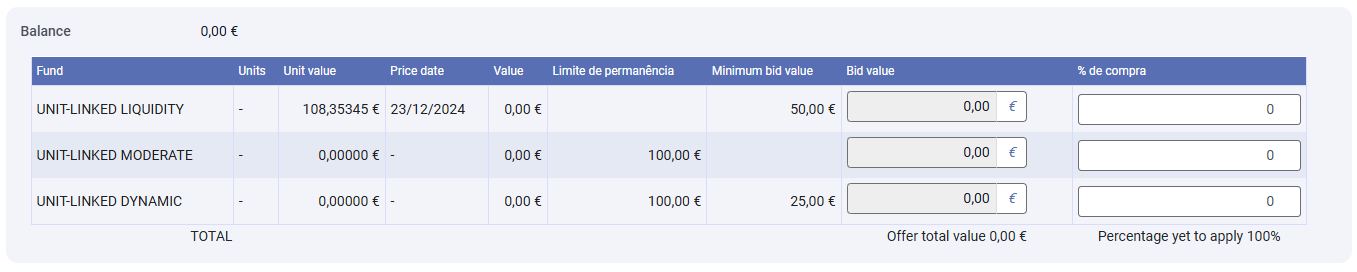 Balance 0,00 €
Fund Units Unit value Price date Value Limite de permanência Minimum bid value Bid value % de compra
UNIT-LINKED LIQUIDITY - 108,35345 € 23/12/2024 0,00 € 50,00 € 0,00 € 0
UNIT-LINKED MODERATE - 0,00000 € - 0,00 € 100,00 € 0,00 € 0
UNIT-LINKED DYNAMIC - 0,00000 € - 0,00 € 100,00 € 25,00 € 0,00 € 0
TOTAL Offer total value 0,00 € Percentage yet to apply 100%